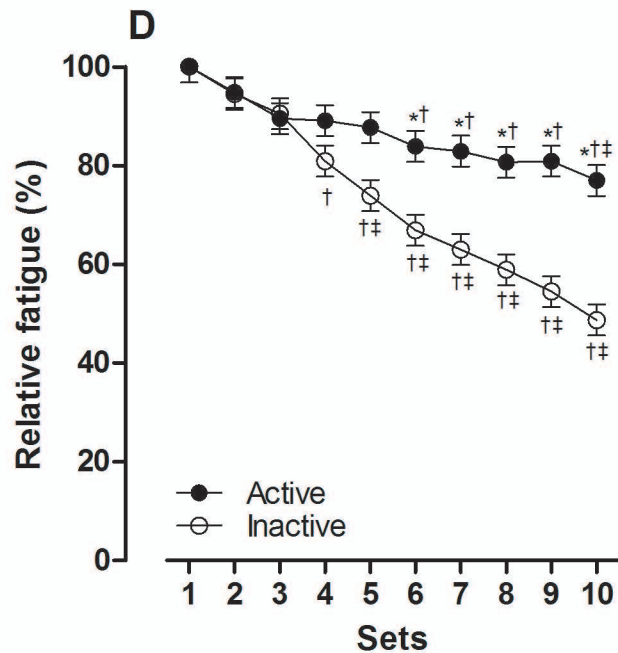 D
Relative fatigue (%)
100
80
60
40
20
0
*† *† *† *† *†‡
† †‡ †‡ †‡ †‡ †‡ †‡
Active
Inactive
1 2 3 4 5 6 7 8 9 10
Sets